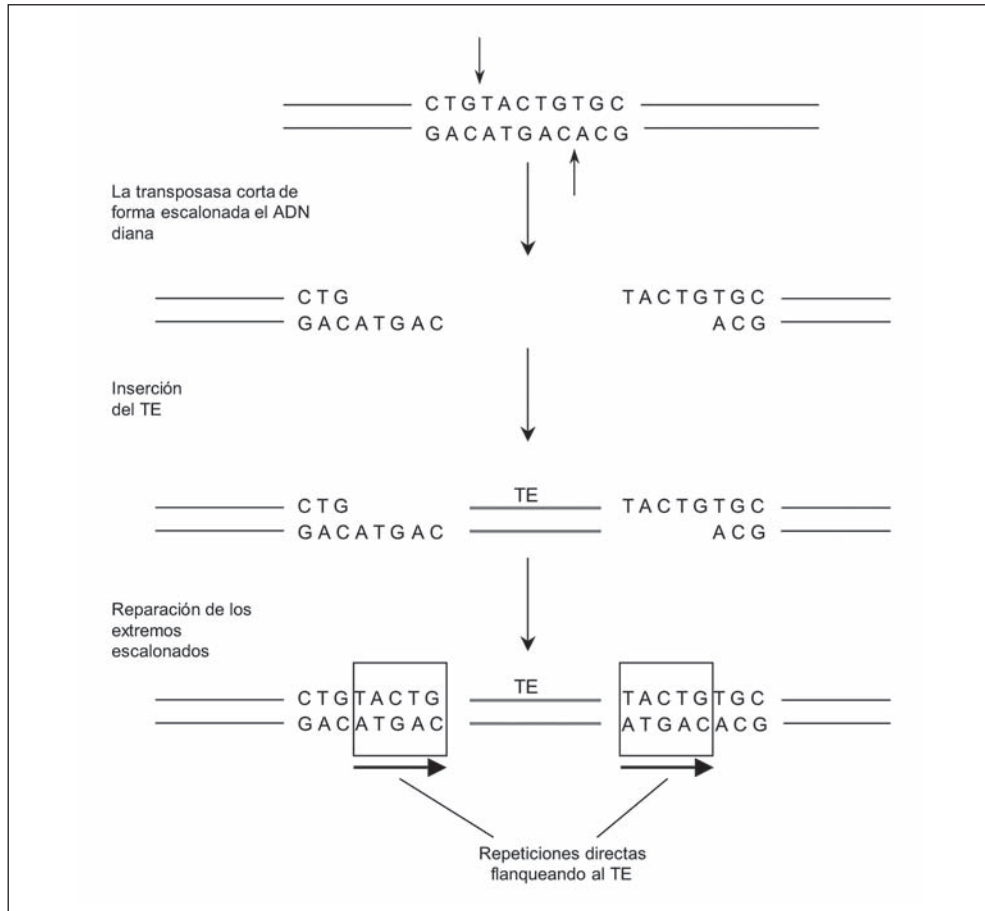 CTGTACTGTGC
GACATGACACG
La transposasa corta de
forma escalonada el ADN
diana
CTG TACTGTGC
GACATGAC ACG
Inserción
del TE
TE
CTG TACTGTGC
GACATGAC ACG
Reparación de los
extremos
escalonados
TE
CTGTACTG TACTGTGC
GACATGAC ATGACACG
Repeticiones directas
flanqueando al TE